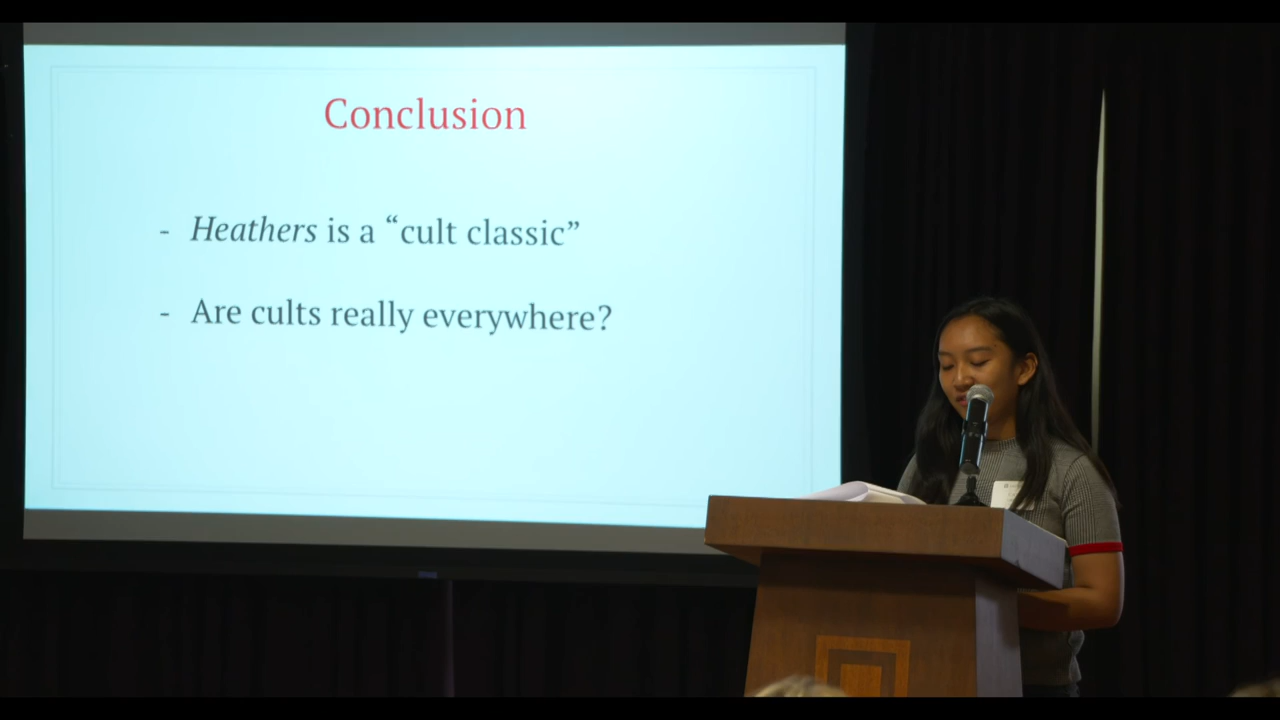 Conclusion
- Heathers is a “cult classic”
- Are cults really everywhere?